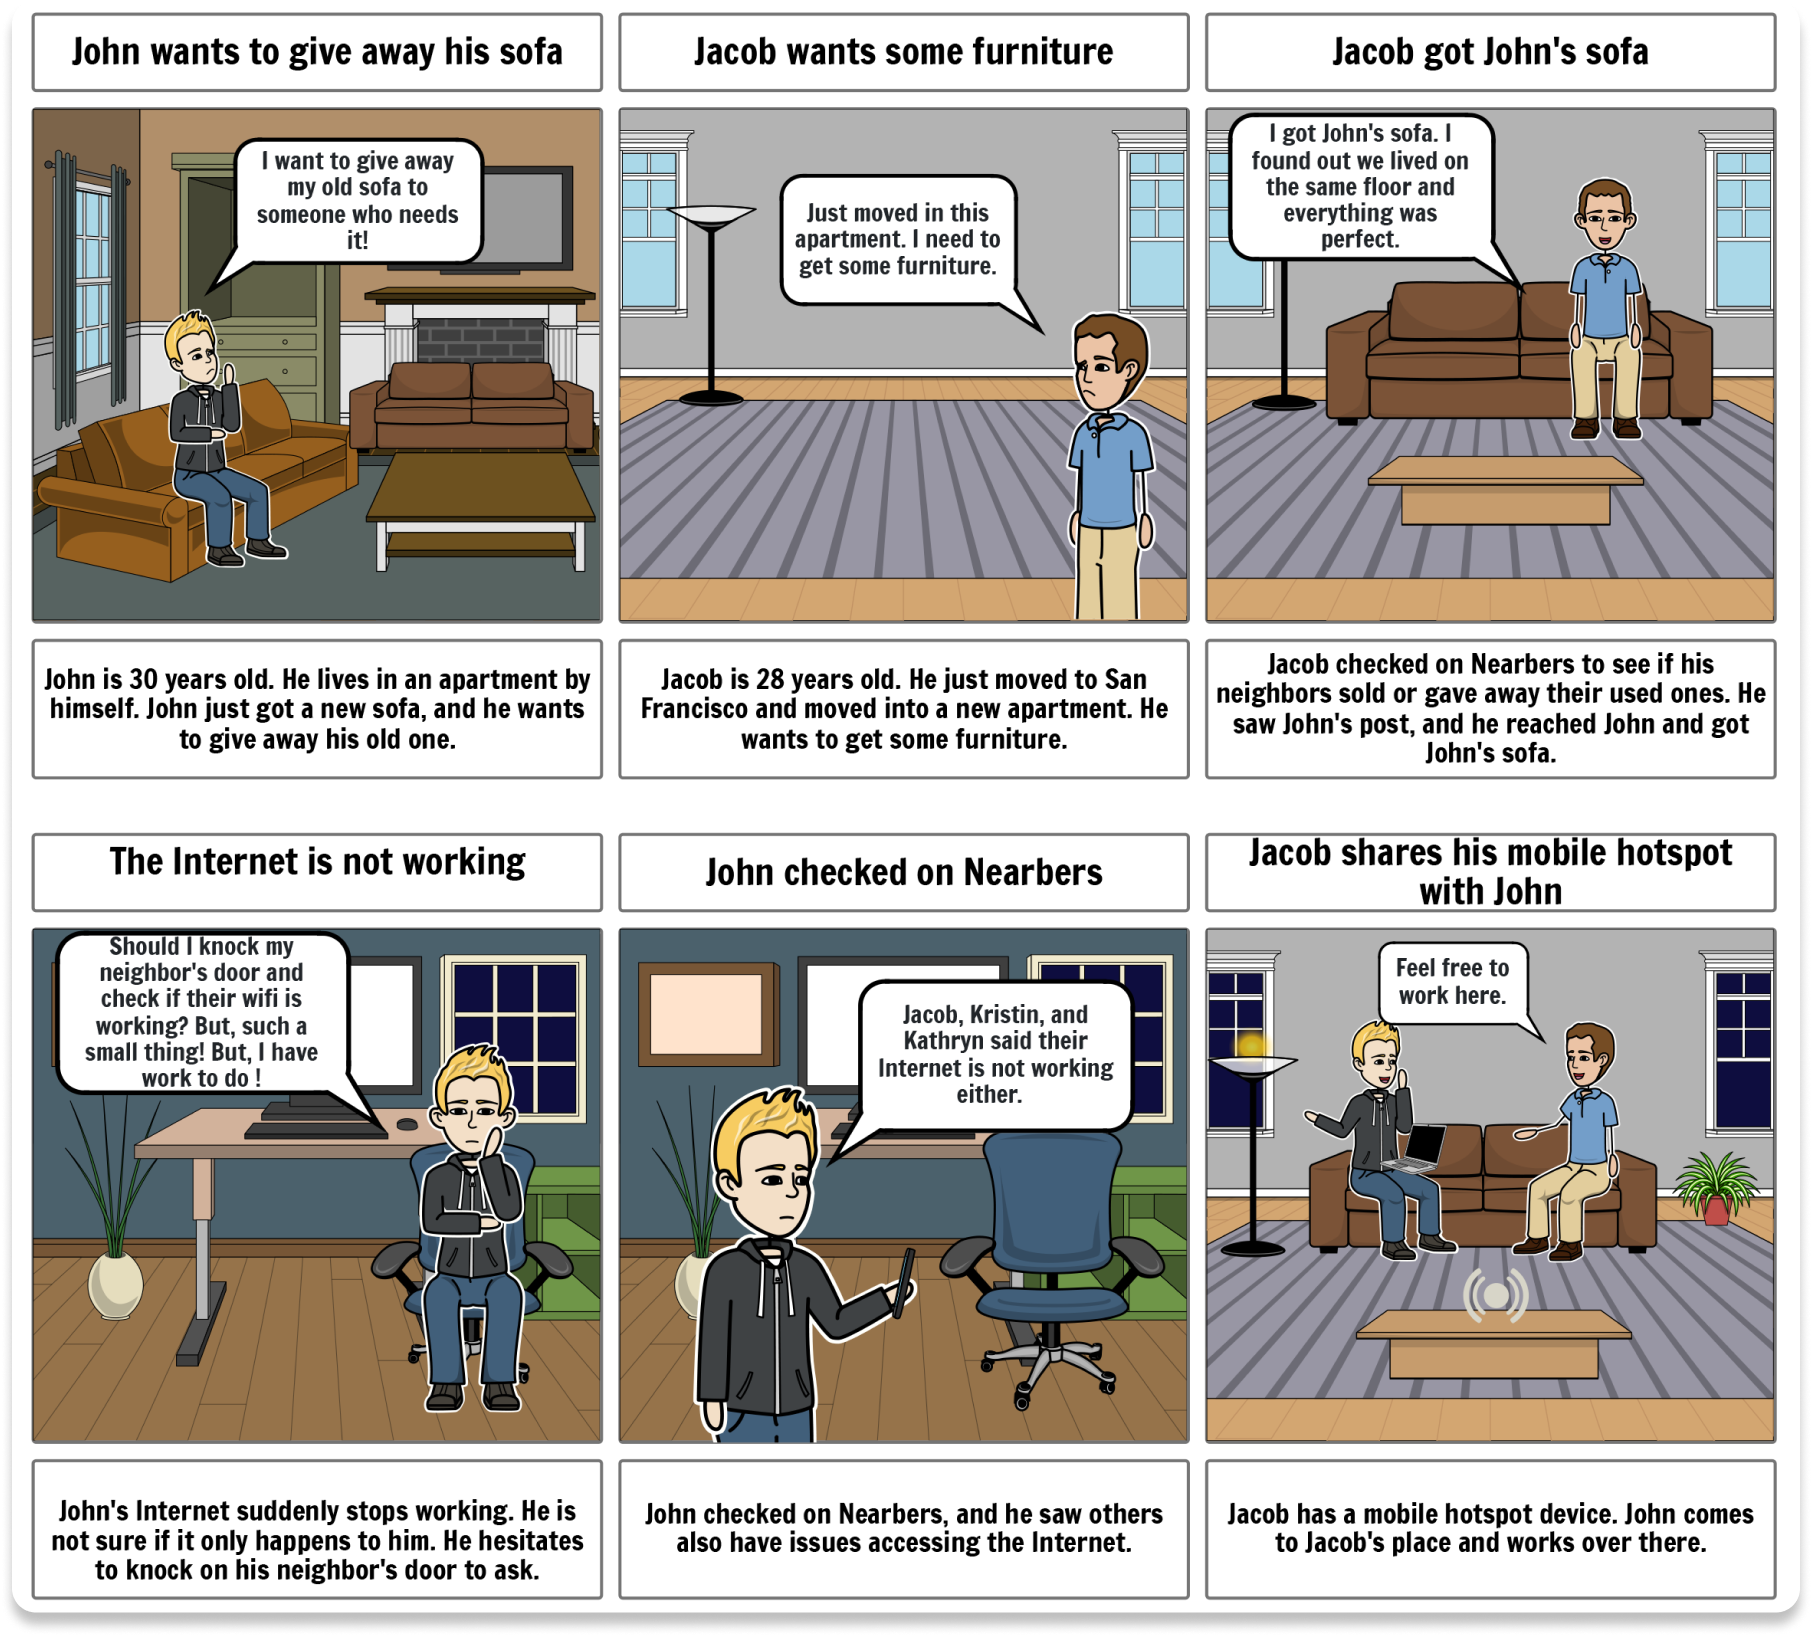 John wants to give away his sofa
Jacob wants some furniture
Jacob got John's sofa
I want to give away
my old sofa to
someone who needs
it!
Just moved in this
apartment. I need to
get some furniture.
I got John's sofa. I
found out we lived on
the same floor and
everything was
perfect.
John is 30 years old. He lives in an apartment by
himself. John just got a new sofa, and he wants
to give away his old one.
Jacob is 28 years old. He just moved to San
Francisco and moved into a new apartment. He
wants to get some furniture.
Jacob checked on Nearbers to see if his
neighbors sold or gave away their used ones. He
saw John's post, and he reached John and got
John's sofa.
The Internet is not working
John checked on Nearbers
Jacob shares his mobile hotspot
with John
Should I knock my
neighbor's door and
check if their wifi is
working? But, such a
small thing! But, I have
work to do !
Jacob, Kristin, and
Kathryn said their
Internet is not working
either.
Feel free to
work here.
John's Internet suddenly stops working. He is
not sure if it only happens to him. He hesitates
to knock on his neighbor's door to ask.
John checked on Nearbers, and he saw others
also have issues accessing the Internet.
Jacob has a mobile hotspot device. John comes
to Jacob's place and works over there.